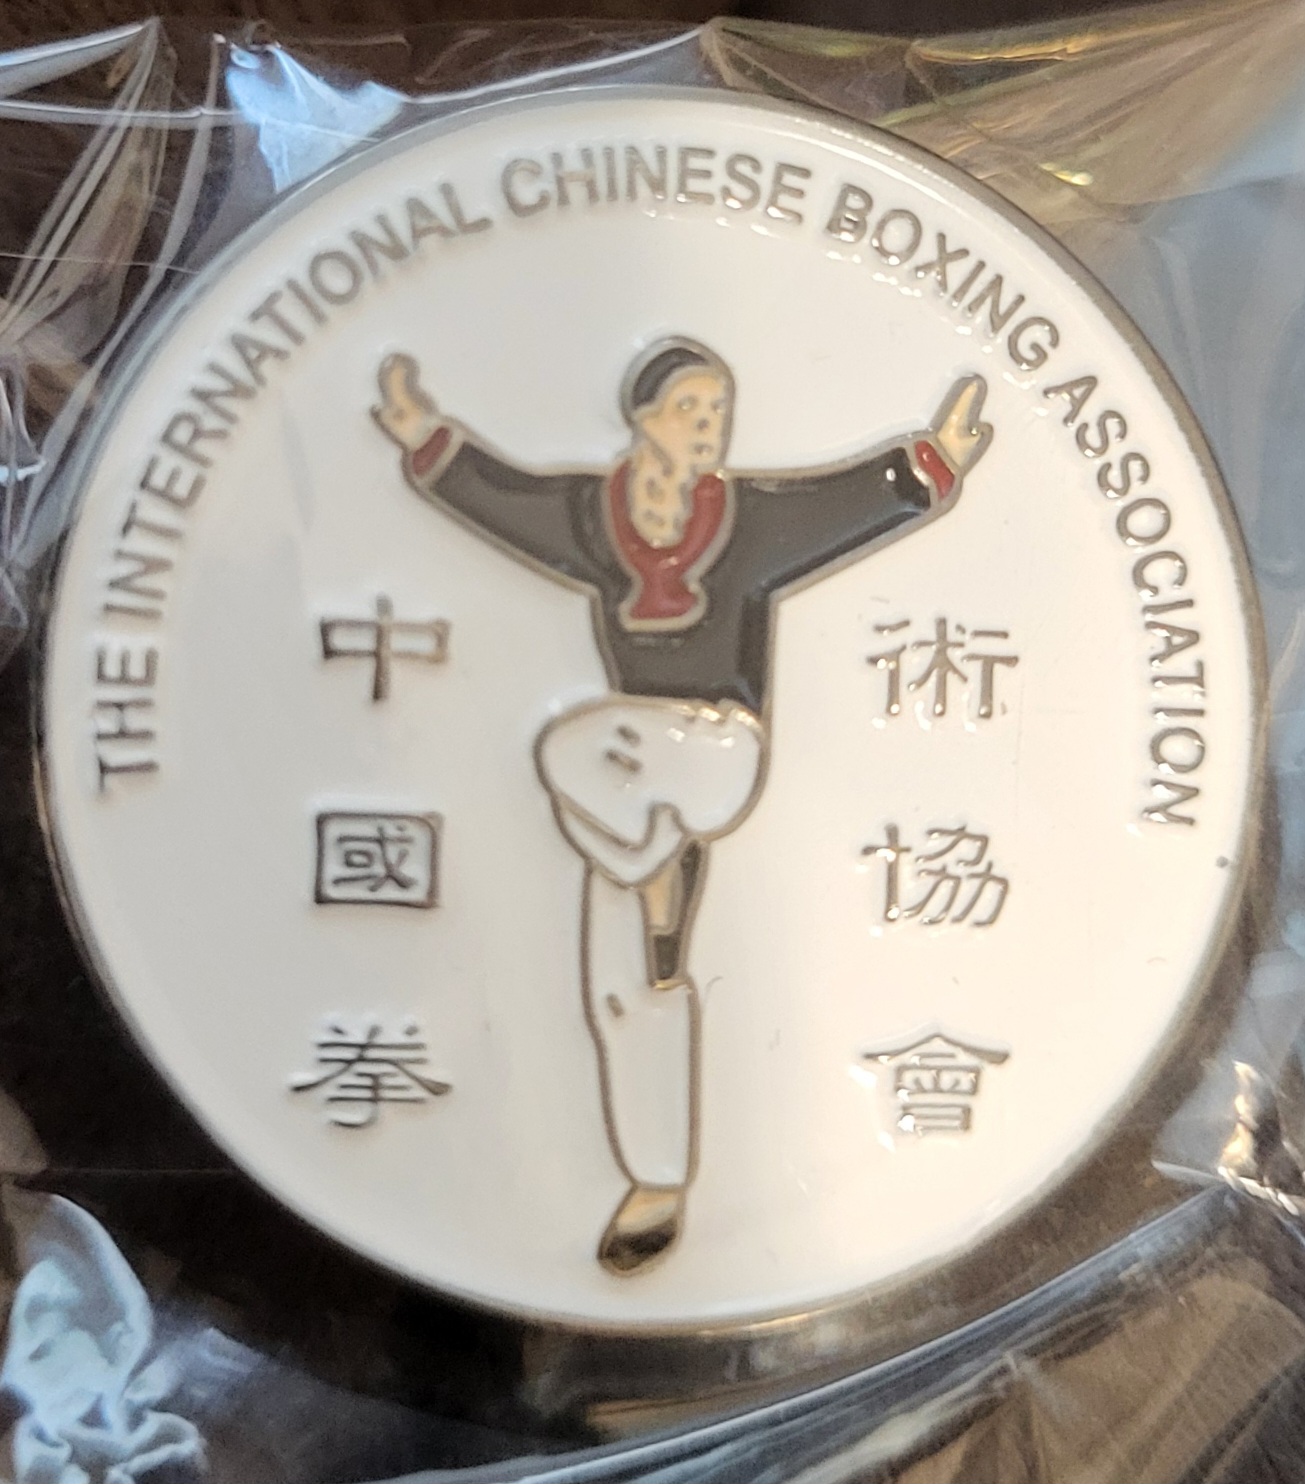 THE INTERNATIONAL CHINESE BOXING ASSOCIATION
中國拳
術協會